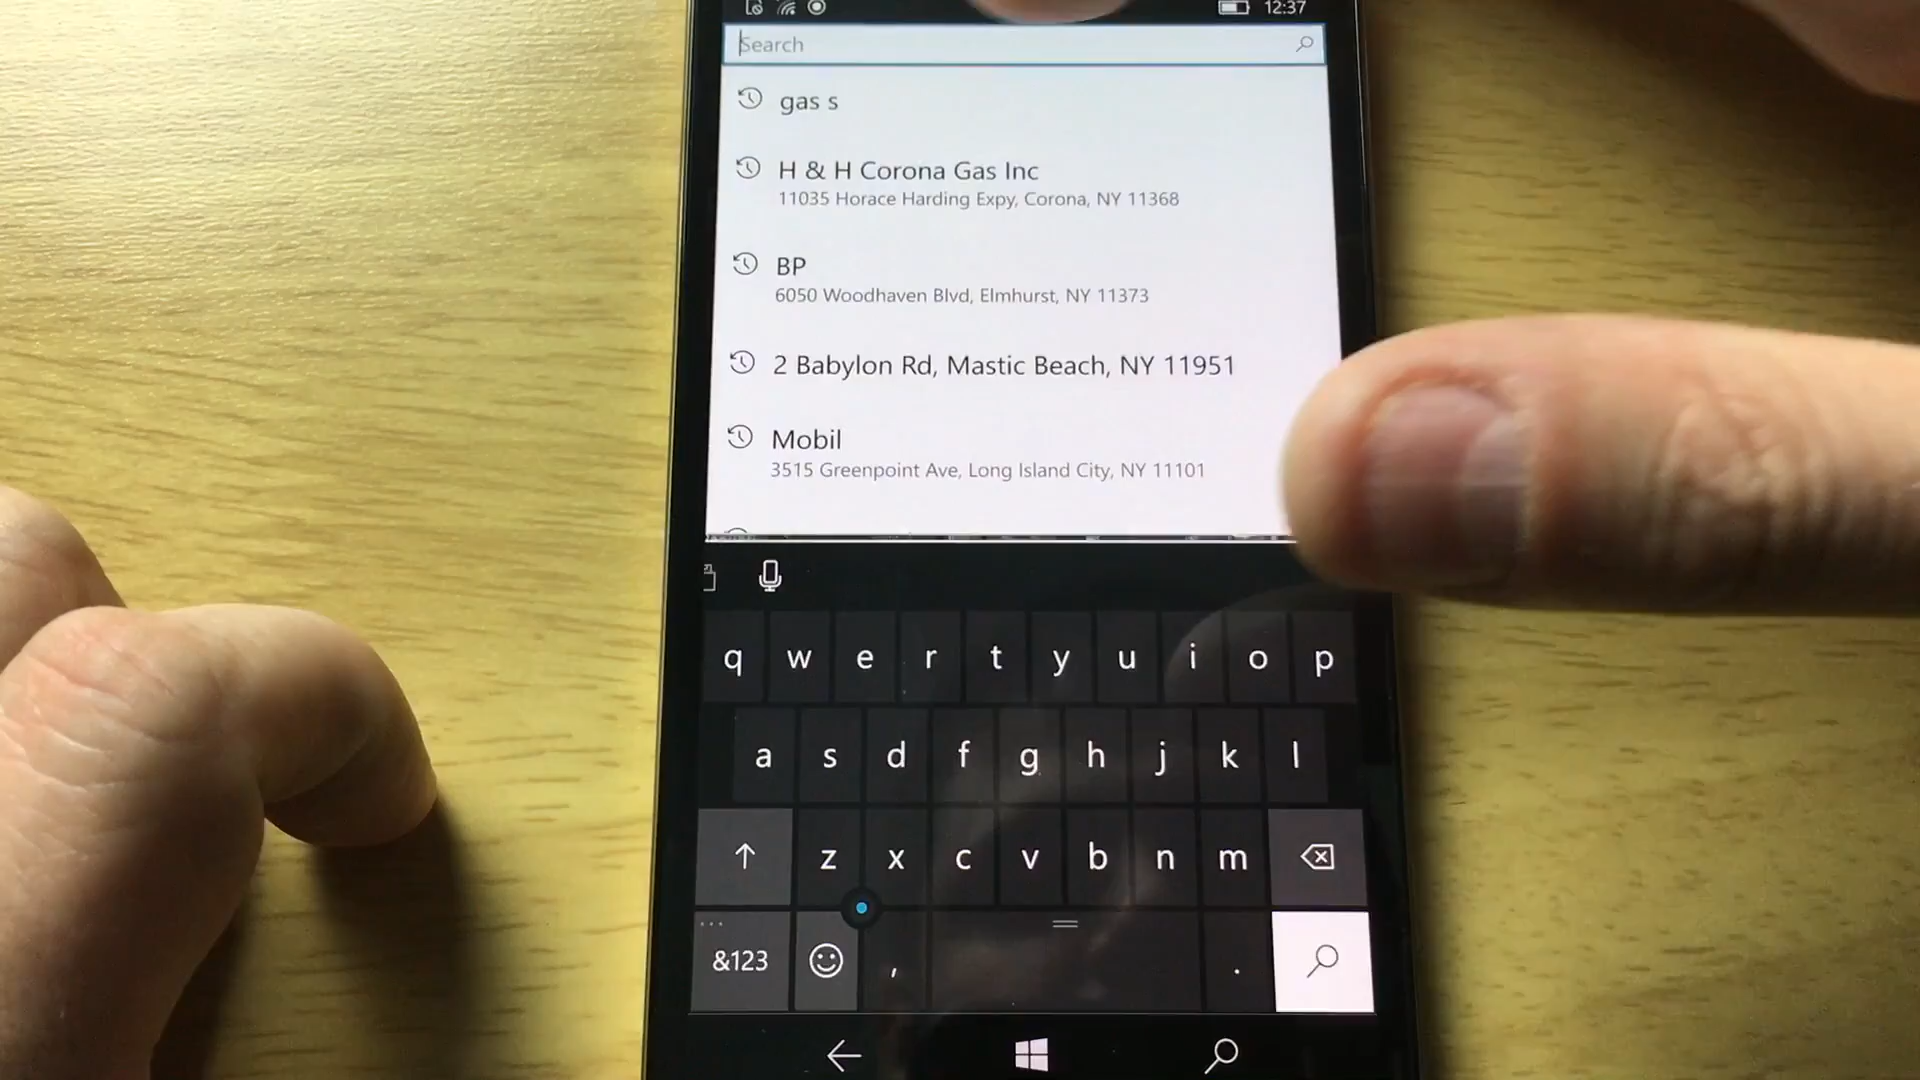 12:37
Search
gas s
H & H Corona Gas Inc
11035 Horace Harding Expy, Corona, NY 11368
BP
6050 Woodhaven Blvd, Elmhurst, NY 11373
2 Babylon Rd, Mastic Beach, NY 11951
Mobil
3515 Greenpoint Ave, Long Island City, NY 11101
q w e r t y u i o p
a s d f g h j k l
z x c v b n m
&123 , .